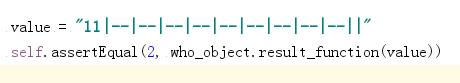 value = "11|--|--|--|--|--|--|--|--|--||"
self.assertEqual(2, who_object.result_function(value))